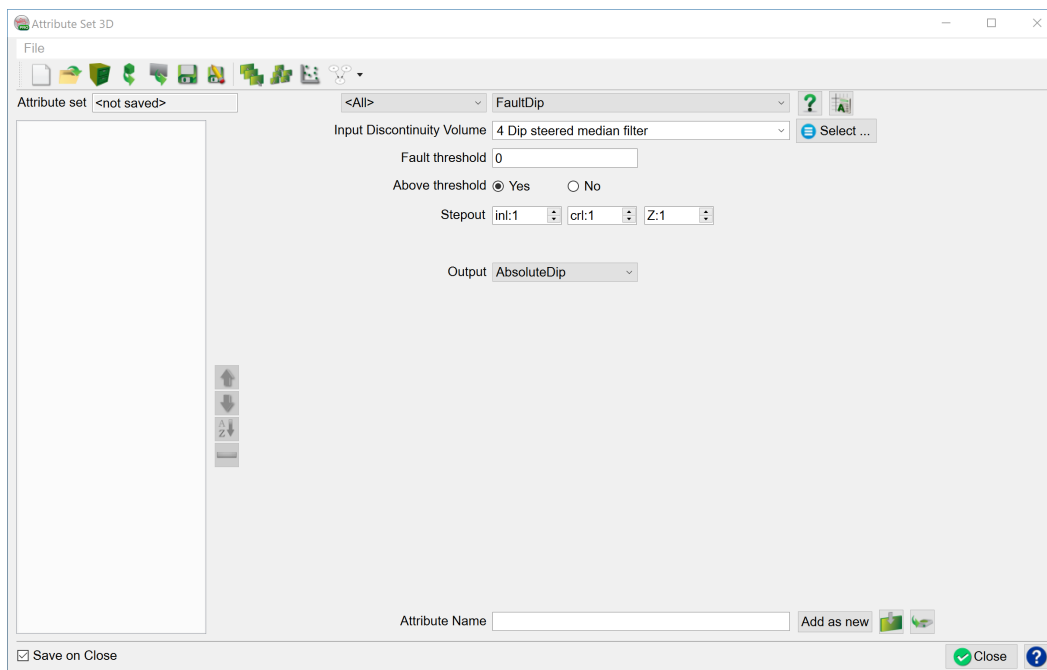 Attribute Set 3D
File
Attribute set <not saved> <All> FaultDip
Input Discontinuity Volume 4 Dip steered median filter Select ...
Fault threshold 0
Above threshold Yes No
Stepout inl:1 crl:1 Z:1
Output AbsoluteDip
Attribute Name Add as new
Save on Close Close